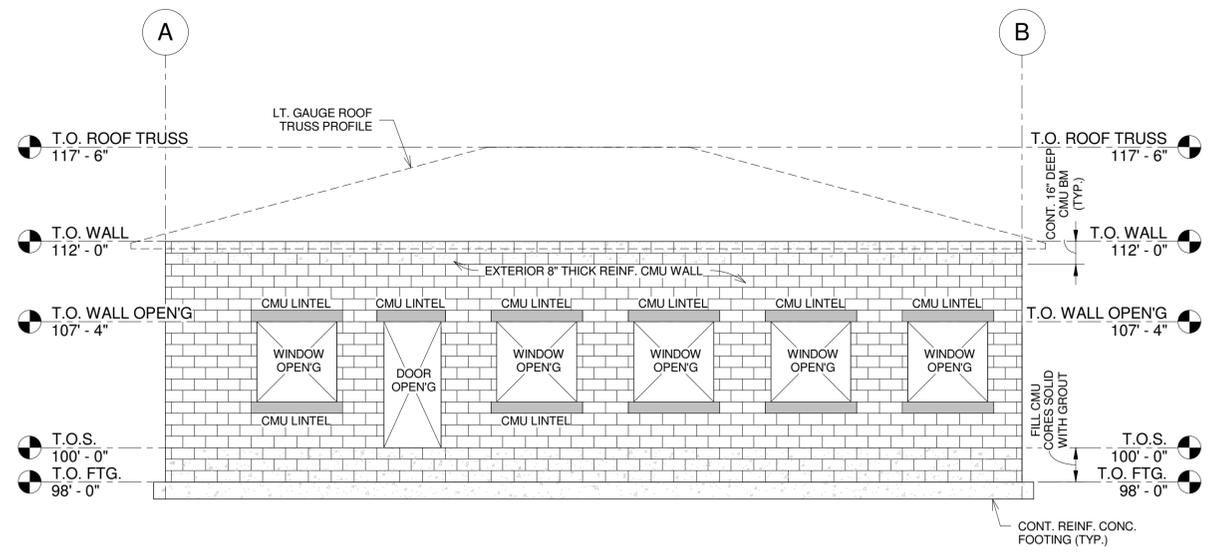 A
B
LT. GAUGE ROOF
TRUSS PROFILE
T.O. ROOF TRUSS
117' - 6"
T.O. ROOF TRUSS
117' - 6"
CONT. 16" DEEP
CMU BM
(TYP.)
T.O. WALL
112' - 0"
T.O. WALL
112' - 0"
EXTERIOR 8" THICK REINF. CMU WALL
CMU LINTEL
CMU LINTEL
CMU LINTEL
CMU LINTEL
CMU LINTEL
CMU LINTEL
T.O. WALL OPEN'G
107' - 4"
T.O. WALL OPEN'G
107' - 4"
WINDOW
OPEN'G
DOOR
OPEN'G
WINDOW
OPEN'G
WINDOW
OPEN'G
WINDOW
OPEN'G
WINDOW
OPEN'G
CMU LINTEL
CMU LINTEL
FILL CMU
CORES SOLID
WITH GROUT
T.O.S.
100' - 0"
T.O.S.
100' - 0"
T.O. FTG.
98' - 0"
T.O. FTG.
98' - 0"
CONT. REINF. CONC.
FOOTING (TYP.)